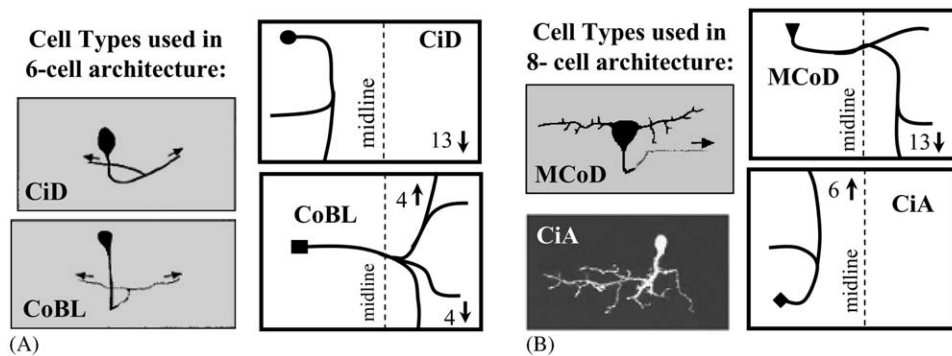 Cell Types used in
6-cell architecture:
CiD
CoBL
(A)
CiD
midline
13
CoBL
midline
4
4
Cell Types used in
8- cell architecture:
MCoD
CiA
(B)
MCoD
midline
13
6
CiA
midline